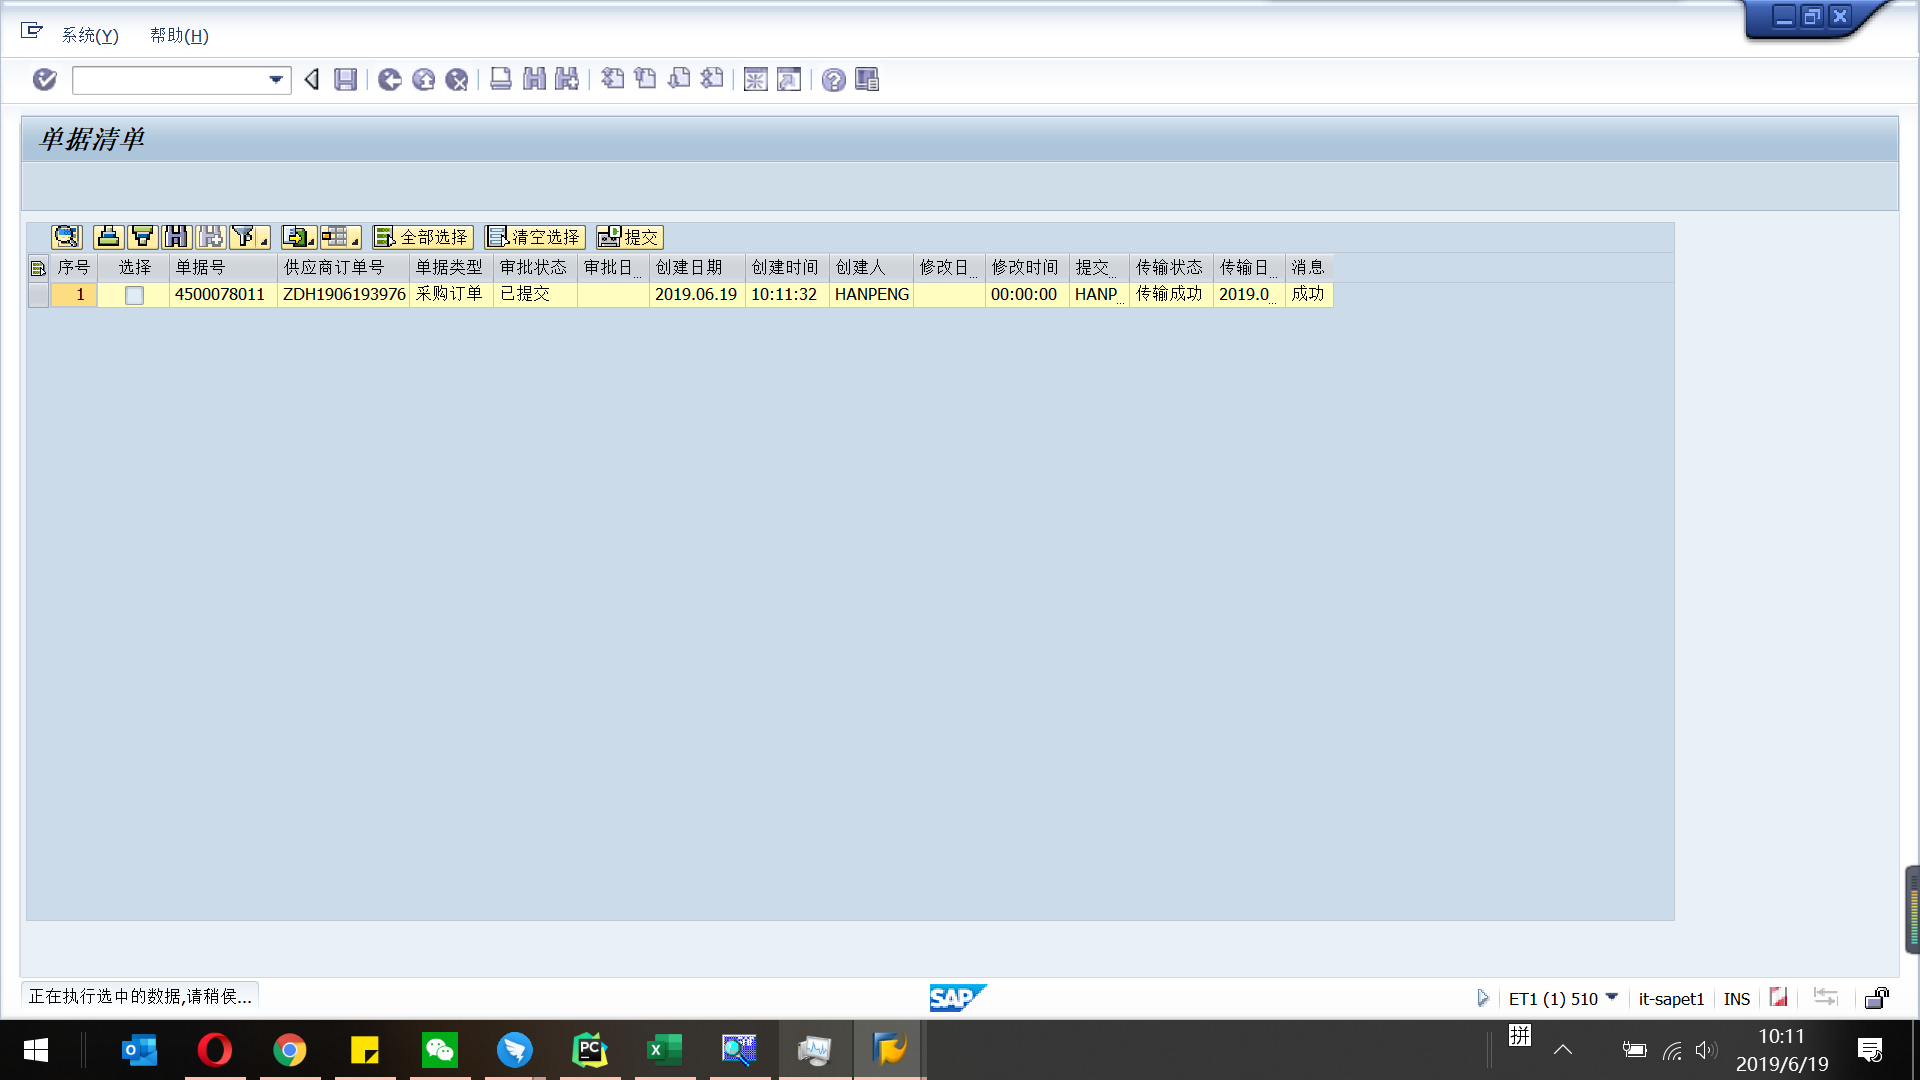 系统(Y) 帮助(H)
单据清单
全部选择 清空选择 提交
序号 选择 单据号 供应商订单号 单据类型 审批状态 审批日... 创建日期 创建时间 创建人 修改日... 修改时间 提交... 传输状态 传输日... 消息
1 4500078011 ZDH1906193976 采购订单 已提交 2019.06.19 10:11:32 HANPENG 00:00:00 HANP... 传输成功 2019.0... 成功
正在执行选中的数据,请稍侯... SAP ET1 (1) 510 it-sapet1 INS
拼 10:11
2019/6/19